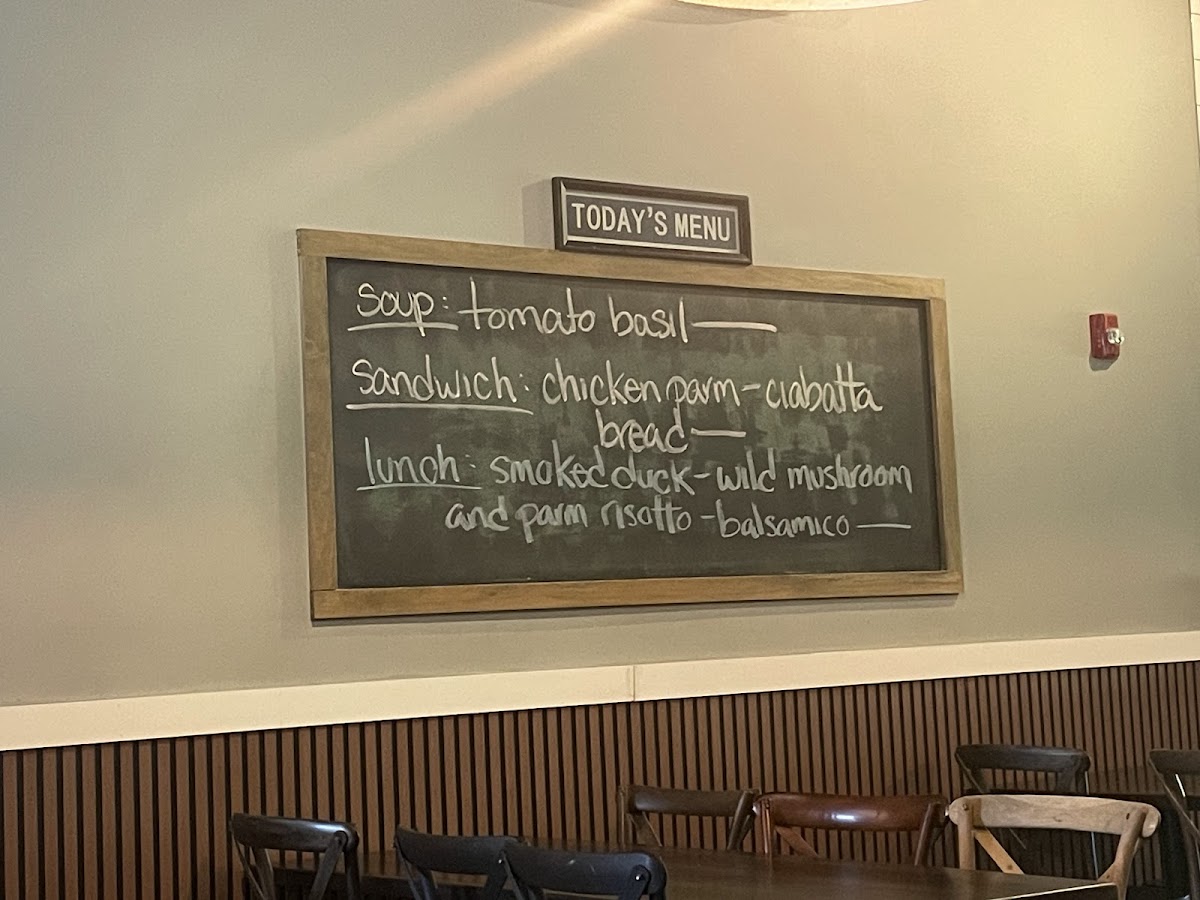 TODAY'S MENU
soup: tomato basil——
sandwich: chicken parm-ciabatta
bread——
lunch: smoked duck-wild mushroom
and parm risotto-balsamico——